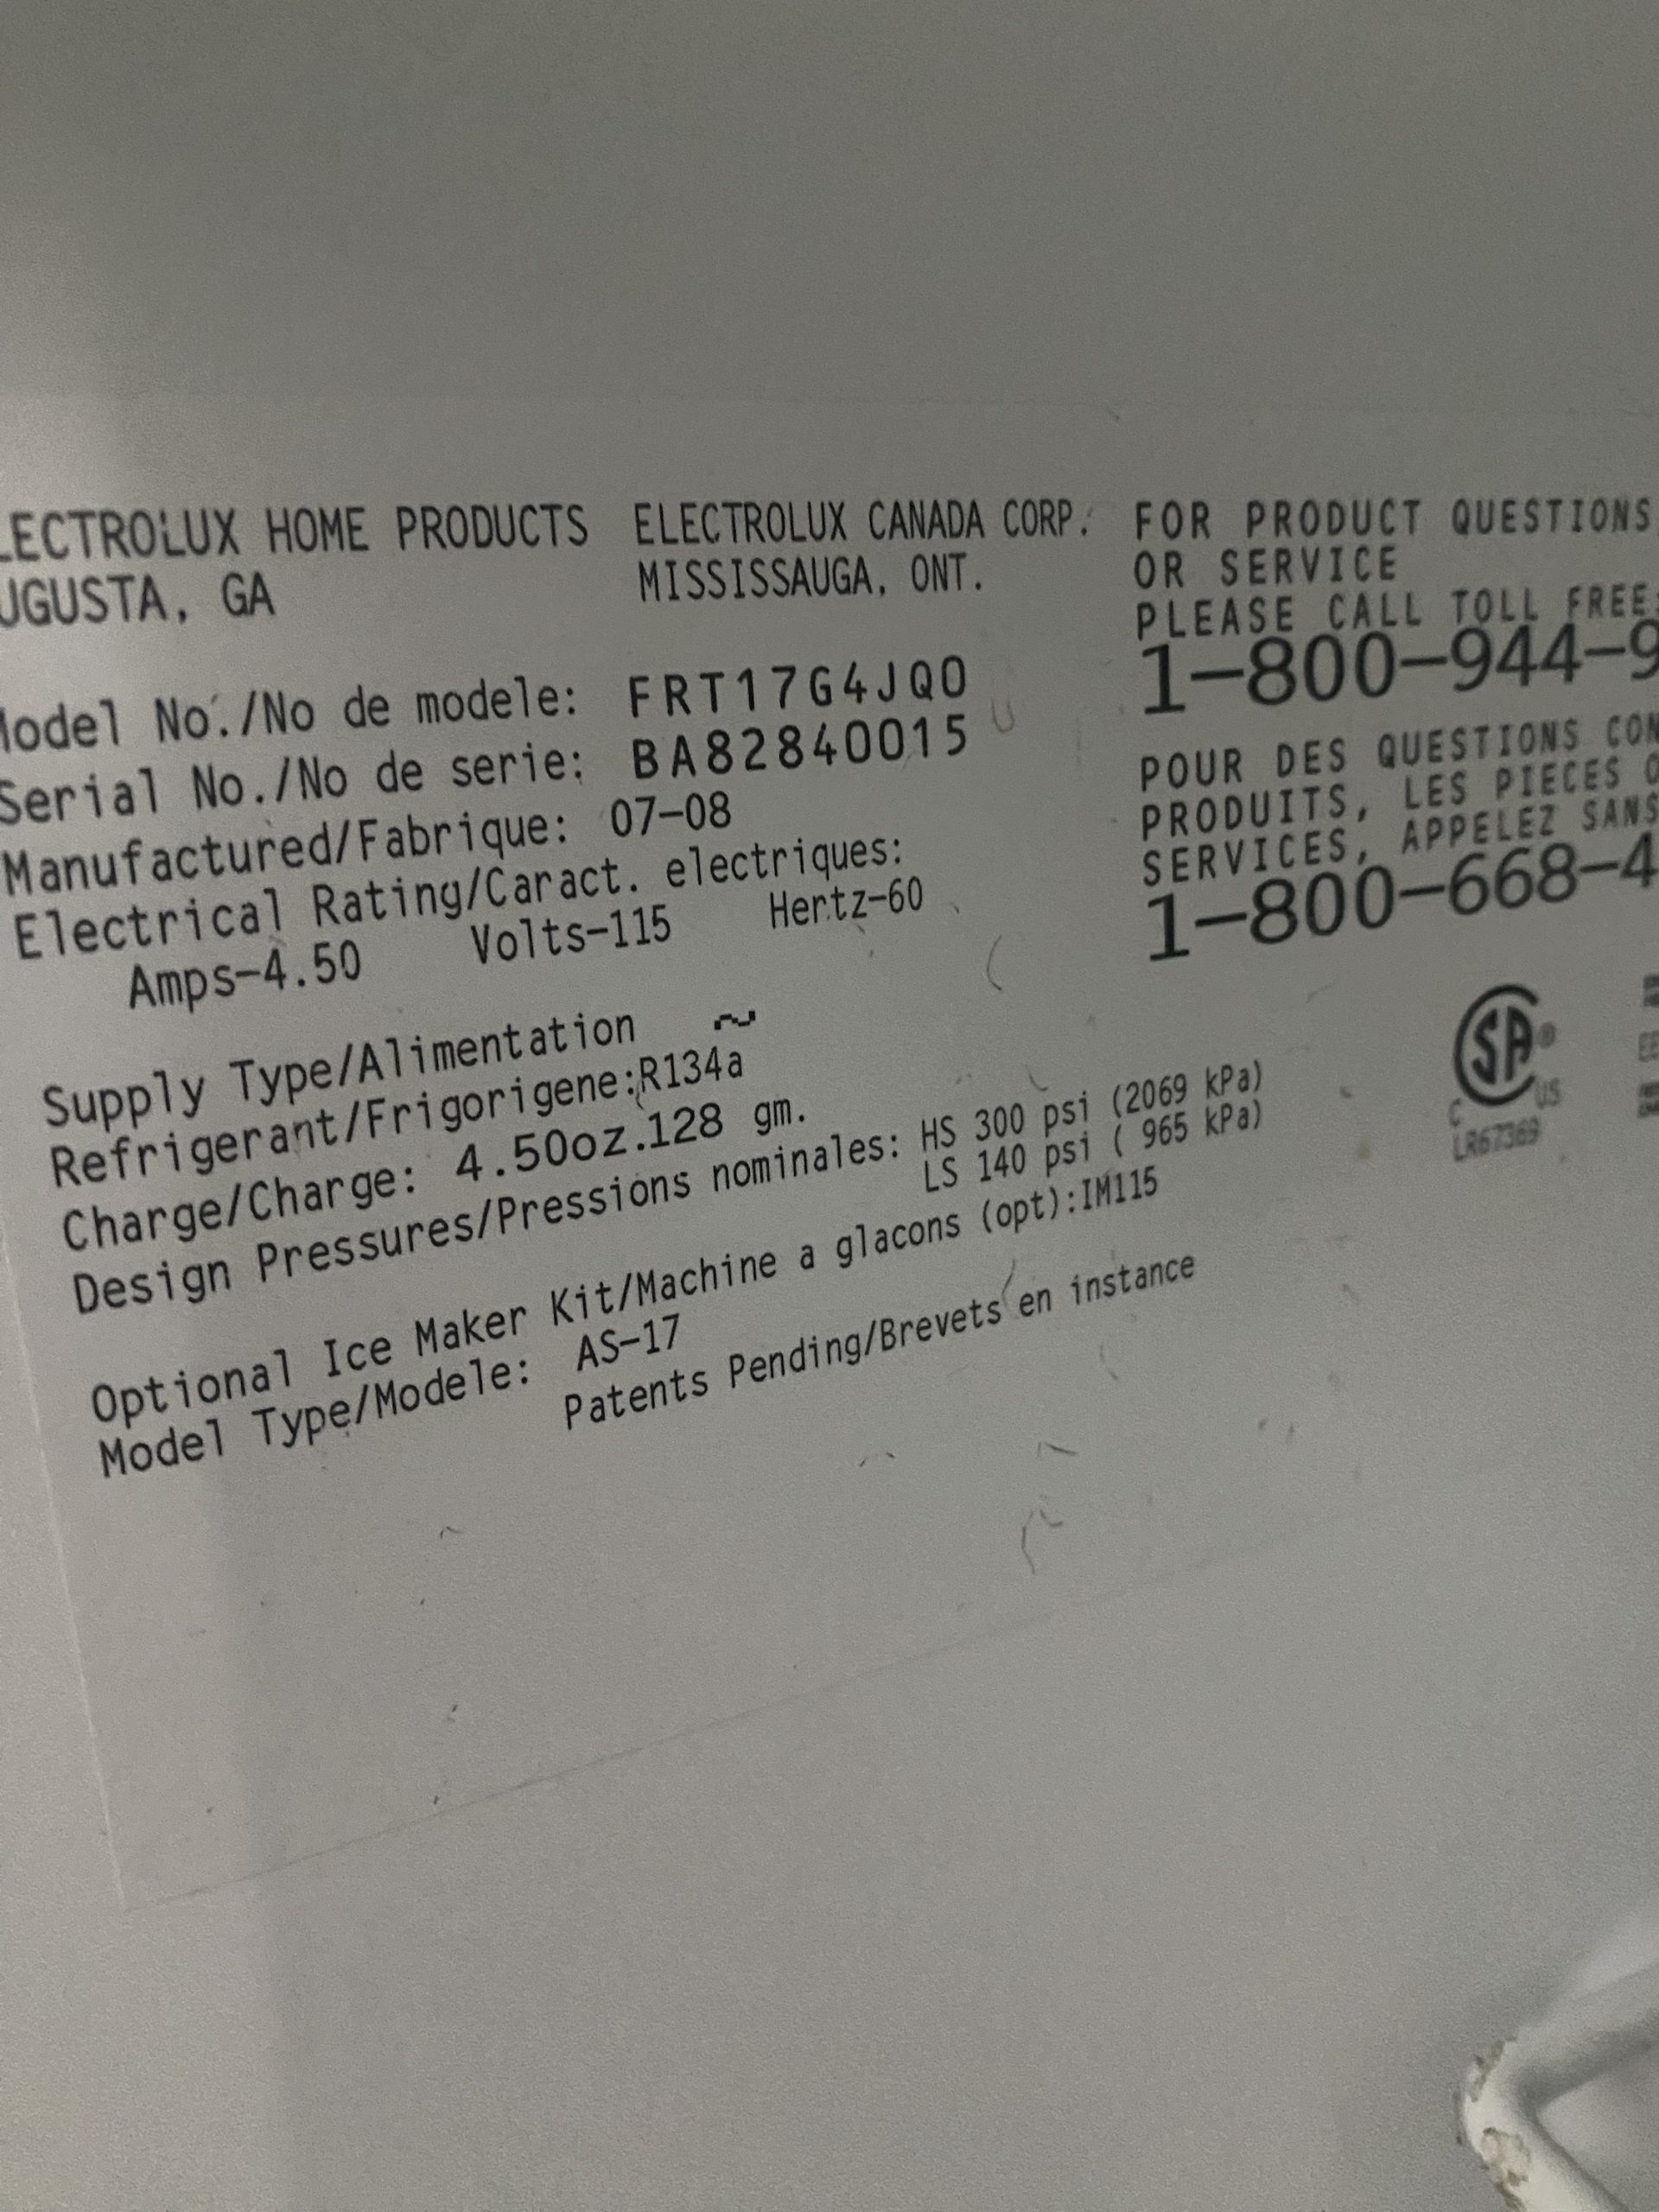 LECTROLUX HOME PRODUCTS
UGUSTA, GA
ELECTROLUX CANADA CORP.
MISSISSAUGA, ONT.
FOR PRODUCT QUESTIONS
OR SERVICE
PLEASE CALL TOLL FREE:
1-800-944-9
Model No./No de modele: FRT17G4JQ0
Serial No./No de serie: BA82840015
Manufactured/Fabrique: 07-08
Electrical Rating/Caract. electriques:
Amps-4.50 Volts-115 Hertz-60
POUR DES QUESTIONS CON
PRODUITS, LES PIECES O
SERVICES, APPELEZ SANS
1-800-668-4
Supply Type/Alimentation ~
Refrigerant/Frigorigene:R134a
Charge/Charge: 4.50oz.128 gm.
Design Pressures/Pressions nominales: HS 300 psi (2069 kPa)
LS 140 psi ( 965 kPa)
SA®
C US
LR67369
Optional Ice Maker Kit/Machine a glacons (opt):IM115
Model Type/Modele: AS-17
Patents Pending/Brevets en instance